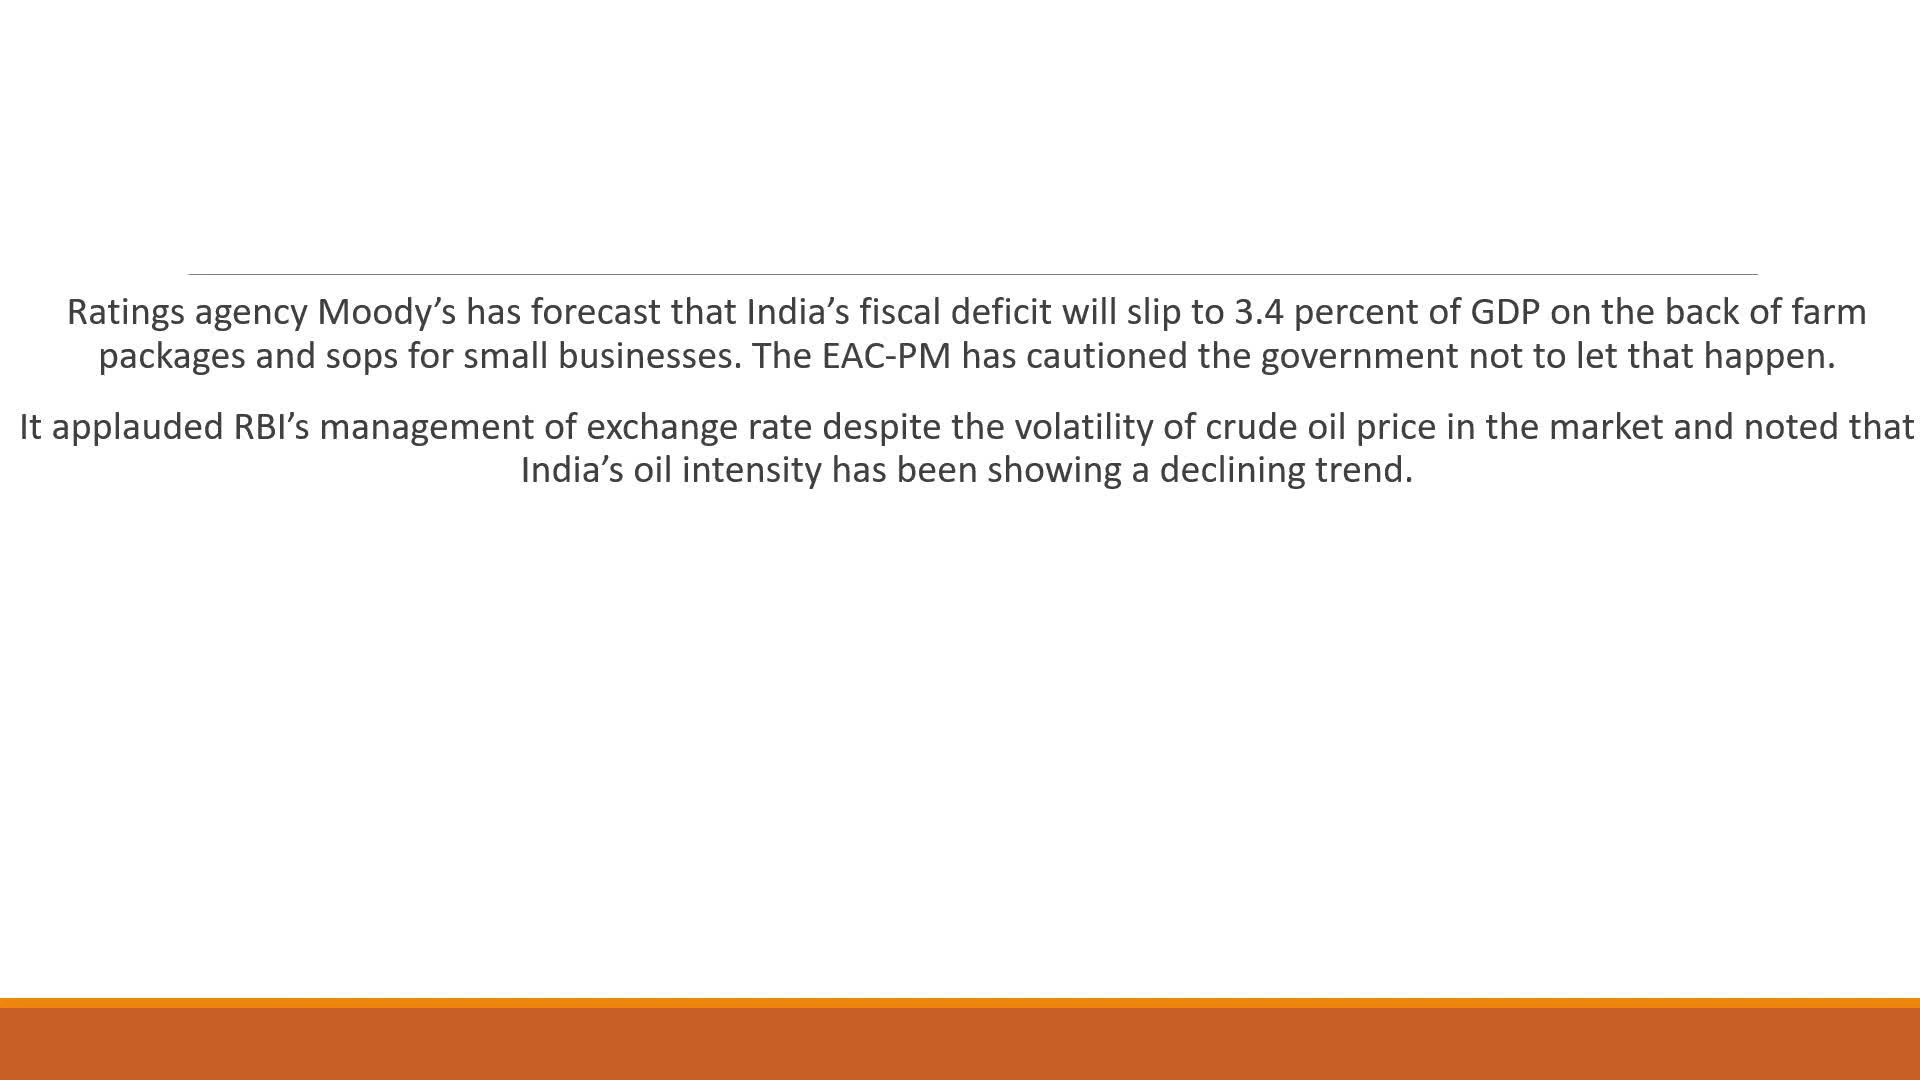 Ratings agency Moody’s has forecast that India’s fiscal deficit will slip to 3.4 percent of GDP on the back of farm
packages and sops for small businesses. The EAC-PM has cautioned the government not to let that happen.
It applauded RBI’s management of exchange rate despite the volatility of crude oil price in the market and noted that
India’s oil intensity has been showing a declining trend.